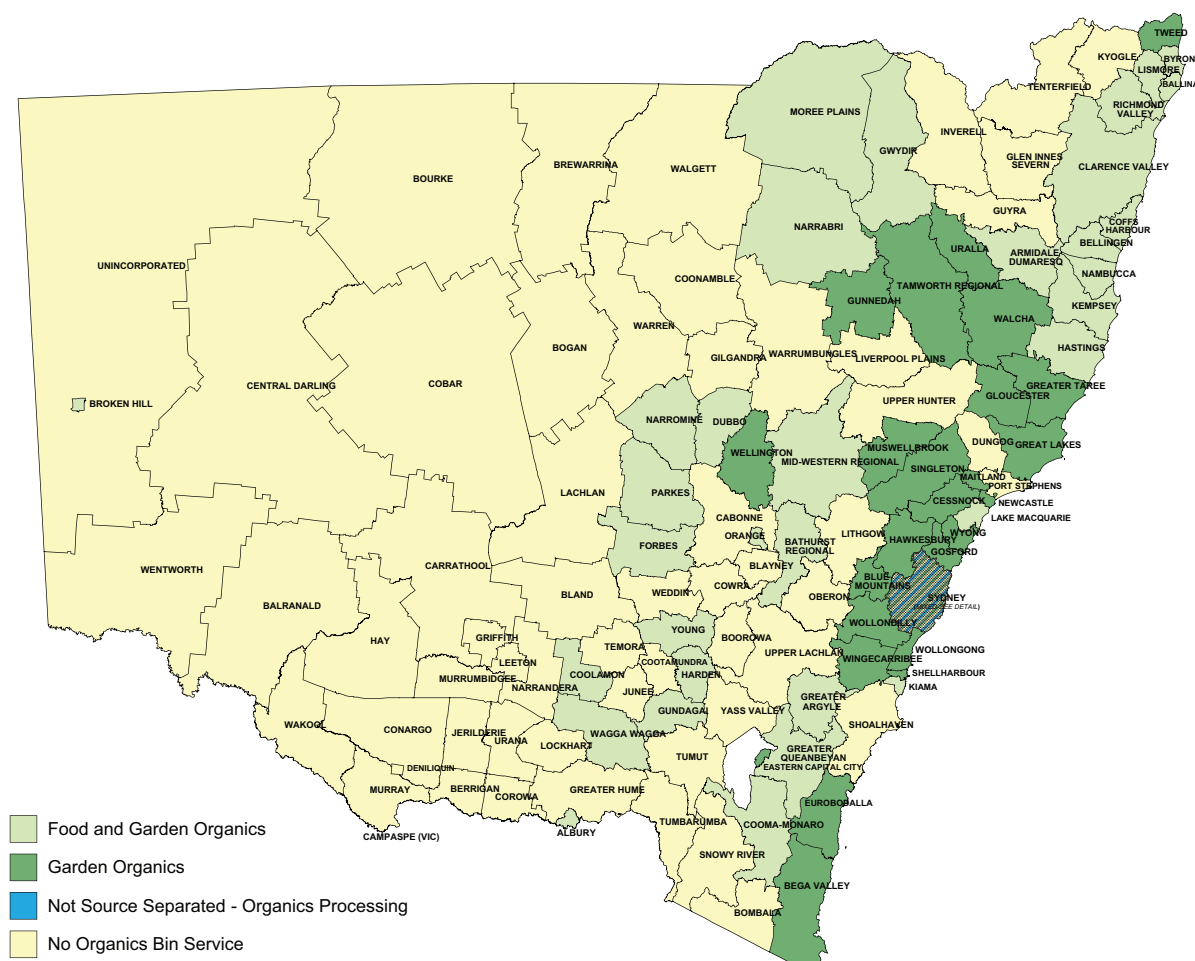 TWEED
KYOGLE
BYRON
LISMORE
TENTERFIELD
BALLINA
RICHMOND
VALLEY
MOREE PLAINS
INVERELL
GWYDIR
GLEN INNES
SEVERN
CLARENCE VALLEY
BREWARRINA
WALGETT
BOURKE
GUYRA
NARRABRI
COFFS
HARBOUR
BELLINGEN
URALLA
ARMIDALE
DUMARESQ
UNINCORPORATED
NAMBUCCA
COONAMBLE
TAMWORTH REGIONAL
GUNNEDAH
KEMPSEY
WALCHA
WARREN
BOGAN
HASTINGS
GILGANDRA
WARRUMBUNGLES
LIVERPOOL PLAINS
CENTRAL DARLING
COBAR
GREATER TAREE
GLOUCESTER
BROKEN HILL
UPPER HUNTER
NARROMINE
DUBBO
DUNGOG
GREAT LAKES
MUSWELLBROOK
WELLINGTON
MID-WESTERN REGIONAL
SINGLETON
MAITLAND
PORT STEPHENS
LACHLAN
PARKES
CESSNOCK
NEWCASTLE
LAKE MACQUARIE
CABONNE
ORANGE
LITHGOW
WYONG
HAWKESBURY
BATHURST
REGIONAL
FORBES
GOSFORD
WENTWORTH
CARRATHOOL
BLAYNEY
BLUE
MOUNTAINS
COWRA
BLAND
WEDDIN
OBERON
SYDNEY
(MIXED/SEE DETAIL)
BALRANALD
WOLLONDILLY
YOUNG
HAY
GRIFFITH
BOOROWA
TEMORA
UPPER LACHLAN
WOLLONGONG
LEETON
COOTAMUNDRA
WINGECARRIBEE
COOLAMON
HARDEN
SHELLHARBOUR
MURRUMBIDGEE
NARRANDERA
JUNEE
KIAMA
GREATER
ARGYLE
GUNDAGAI
YASS VALLEY
WAKOOL
CONARGO
JERILDERIE
URANA
WAGGA WAGGA
SHOALHAVEN
LOCKHART
GREATER
QUEANBEYAN
TUMUT
EASTERN CAPITAL CITY
DENILIQUIN
MURRAY
BERRIGAN
COROWA
GREATER HUME
EUROBODALLA
TUMBARUMBA
COOMA-MONARO
ALBURY
CAMPASPE (VIC)
SNOWY RIVER
BEGA VALLEY
BOMBALA
Food and Garden Organics
Garden Organics
Not Source Separated - Organics Processing
No Organics Bin Service